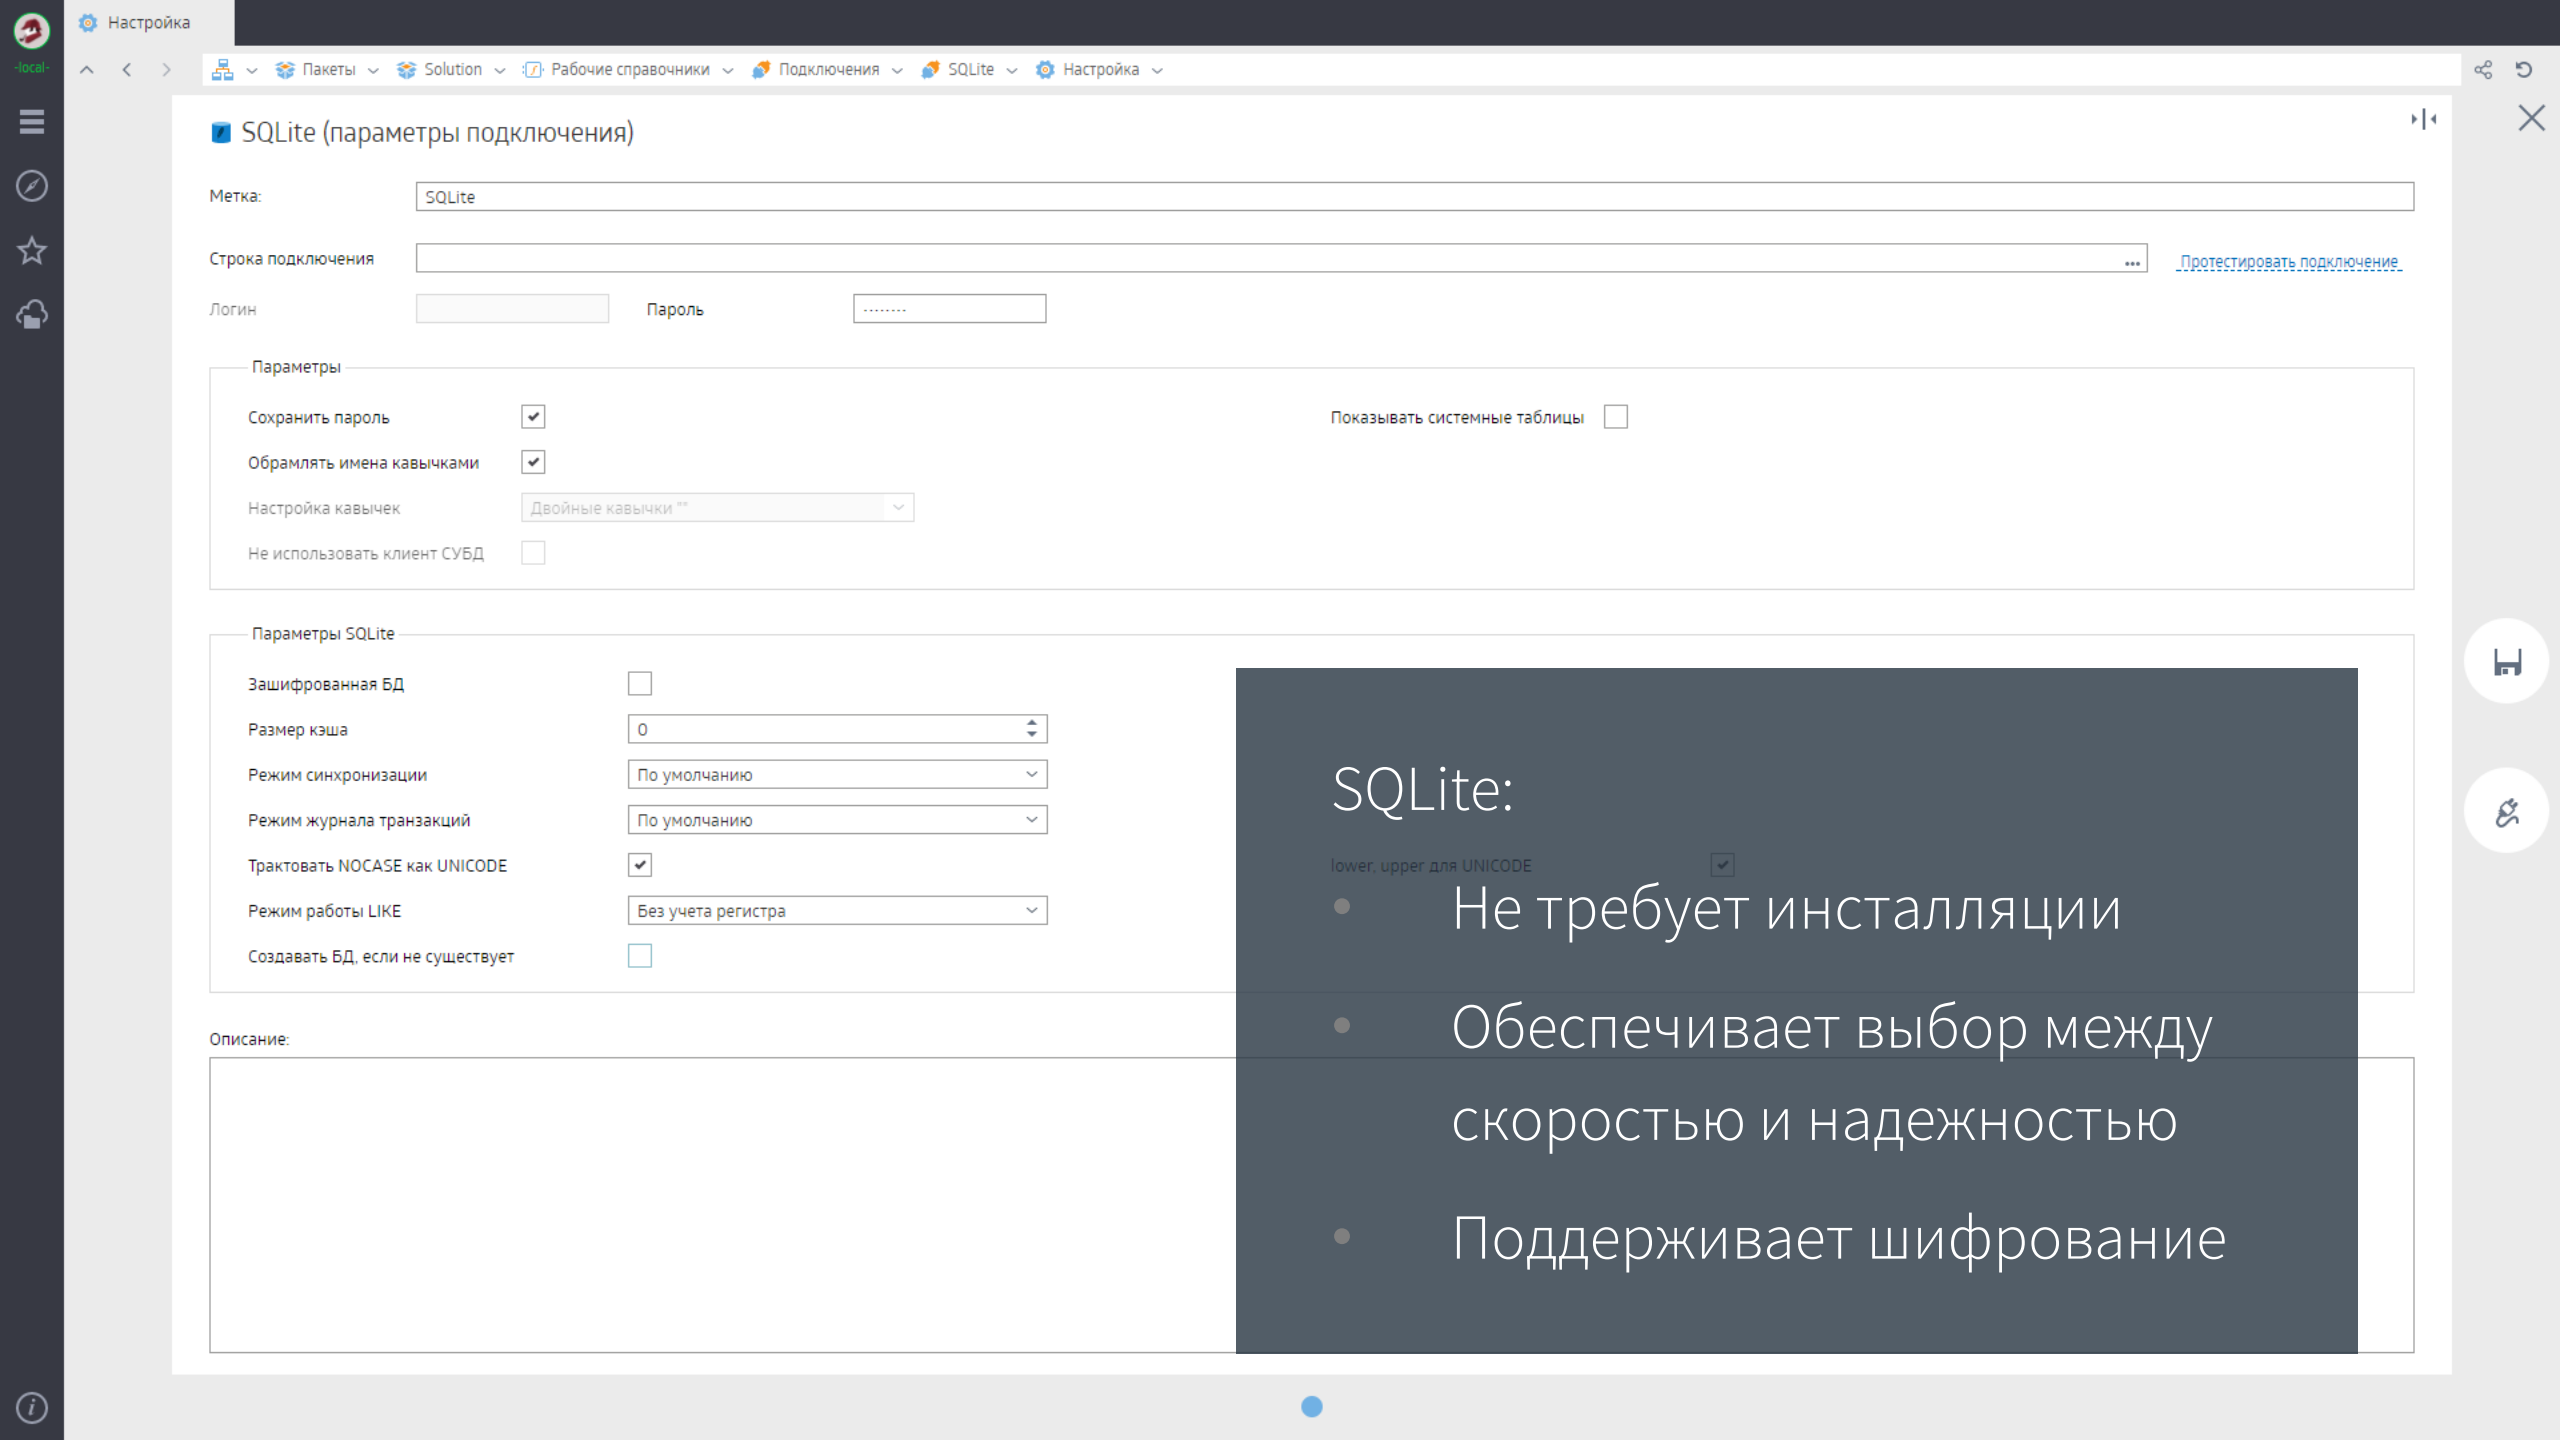 Настройка
-local-
Пакеты Solution Рабочие справочники Подключения SQLite Настройка
SQLite (параметры подключения)
Метка: SQLite
Строка подключения ... Протестировать подключение
Логин Пароль ········
Параметры
Сохранить пароль Показывать системные таблицы
Обрамлять имена кавычками
Настройка кавычек Двойные кавычки ""
Не использовать клиент СУБД
Параметры SQLite
Зашифрованная БД
Размер кэша 0
Режим синхронизации По умолчанию
Режим журнала транзакций По умолчанию
Трактовать NOCASE как UNICODE lower, upper для UNICODE
Режим работы LIKE Без учета регистра
Создавать БД, если не существует
Описание:
SQLite:
• Не требует инсталляции
• Обеспечивает выбор между
скоростью и надежностью
• Поддерживает шифрование